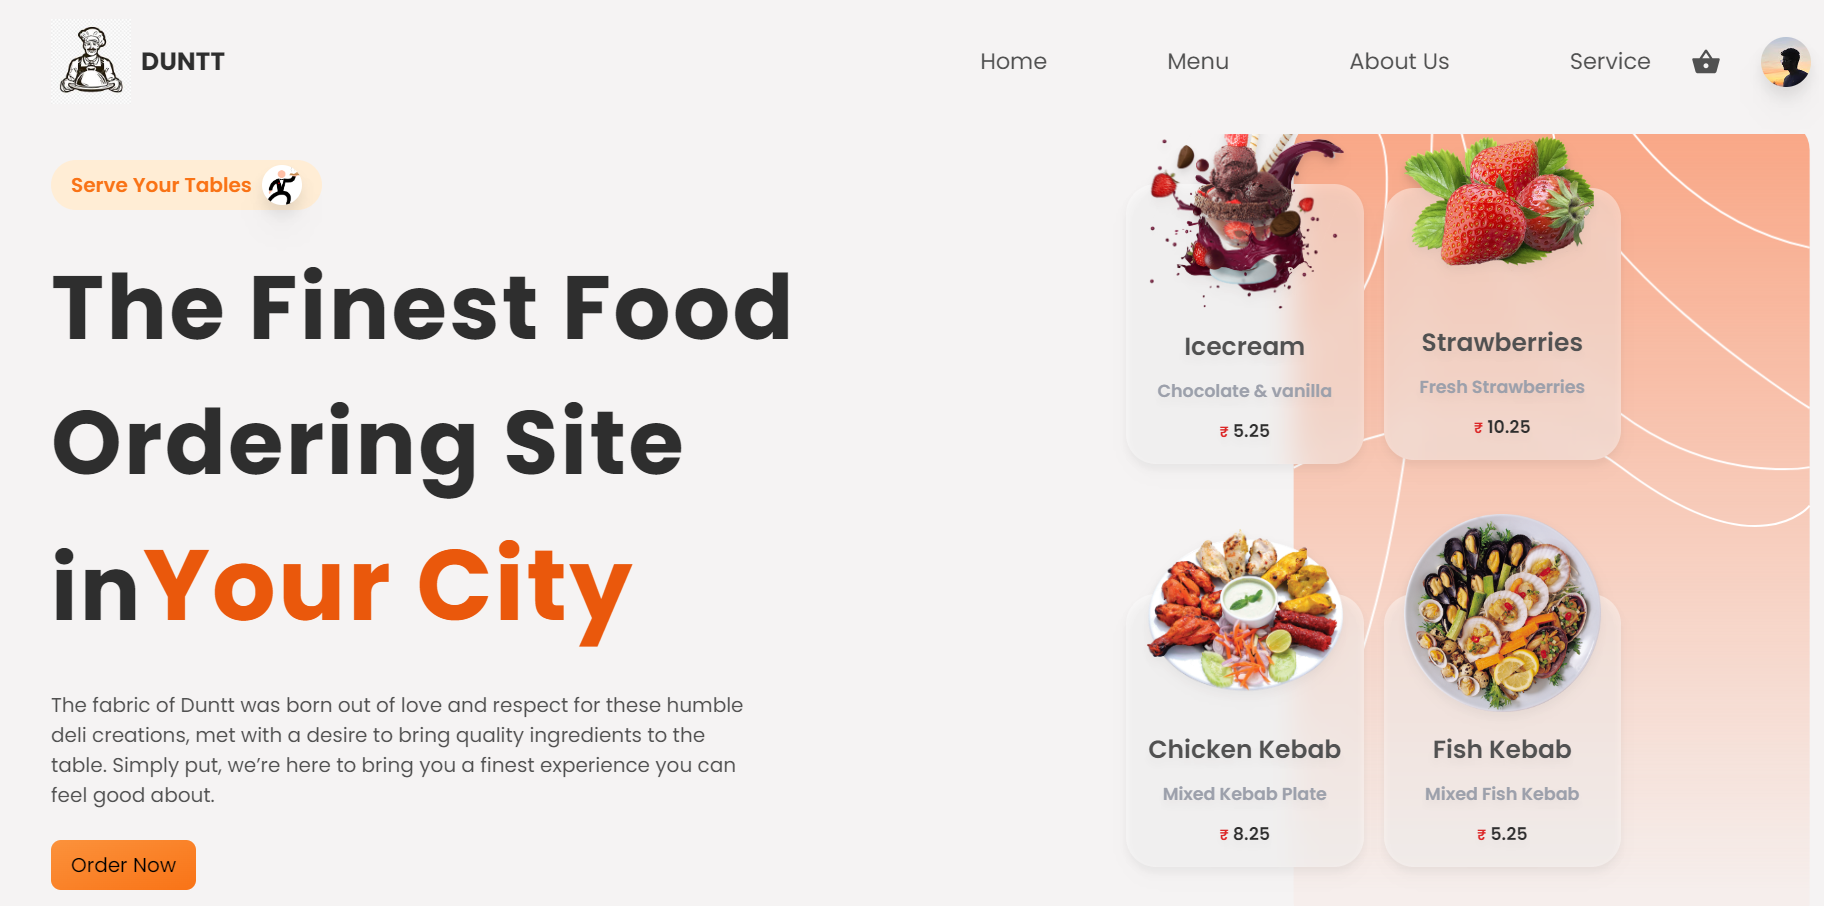 DUNTT
Home
Menu
About Us
Service
Serve Your Tables
The Finest Food
Ordering Site
inYour City
The fabric of Duntt was born out of love and respect for these humble
deli creations, met with a desire to bring quality ingredients to the
table. Simply put, we’re here to bring you a finest experience you can
feel good about.
Order Now
Icecream
Chocolate & vanilla
₹ 5.25
Strawberries
Fresh Strawberries
₹ 10.25
Chicken Kebab
Mixed Kebab Plate
₹ 8.25
Fish Kebab
Mixed Fish Kebab
₹ 5.25